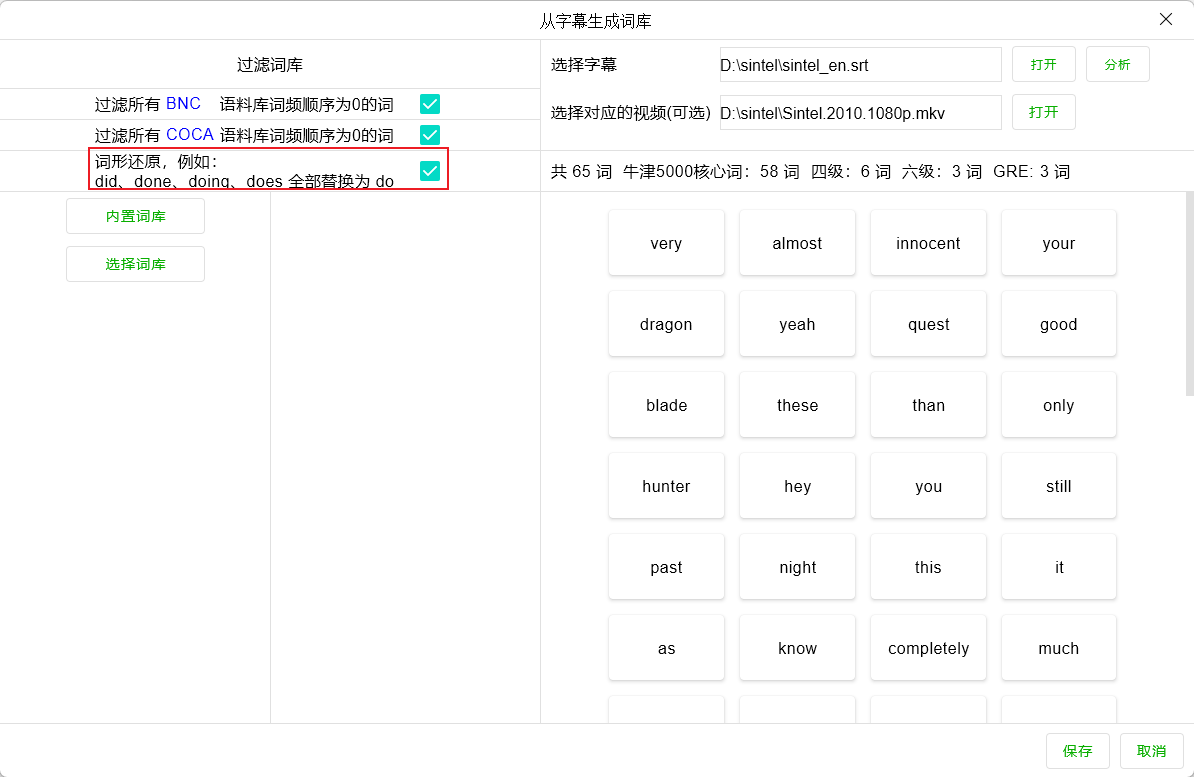 从字幕生成词库
过滤词库
过滤所有 BNC 语料库词频顺序为0的词
过滤所有 COCA 语料库词频顺序为0的词
词形还原，例如：
did、done、doing、does 全部替换为 do
内置词库
选择词库
选择字幕 D:\sintel\sintel_en.srt 打开 分析
选择对应的视频(可选) D:\sintel\Sintel.2010.1080p.mkv 打开
共 65 词 牛津5000核心词：58 词 四级：6 词 六级：3 词 GRE: 3 词
very almost innocent your
dragon yeah quest good
blade these than only
hunter hey you still
past night this it
as know completely much
保存 取消